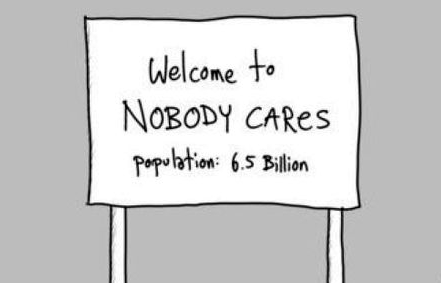 Welcome to
NOBODY CARES
population: 6.5 Billion